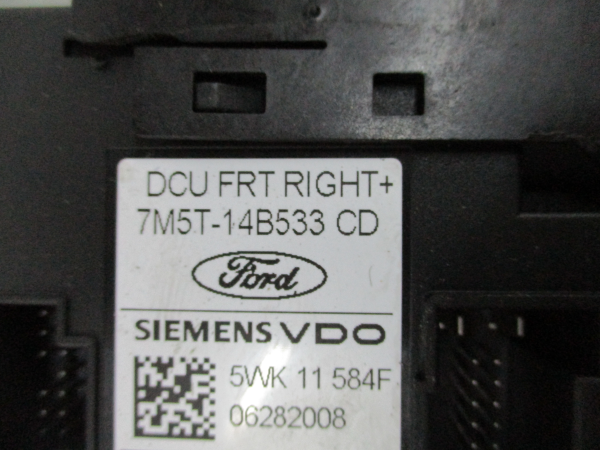 DCU FRT RIGHT+
7M5T-14B533 CD
Ford
SIEMENS VDO
5WK 11 584F
06282008